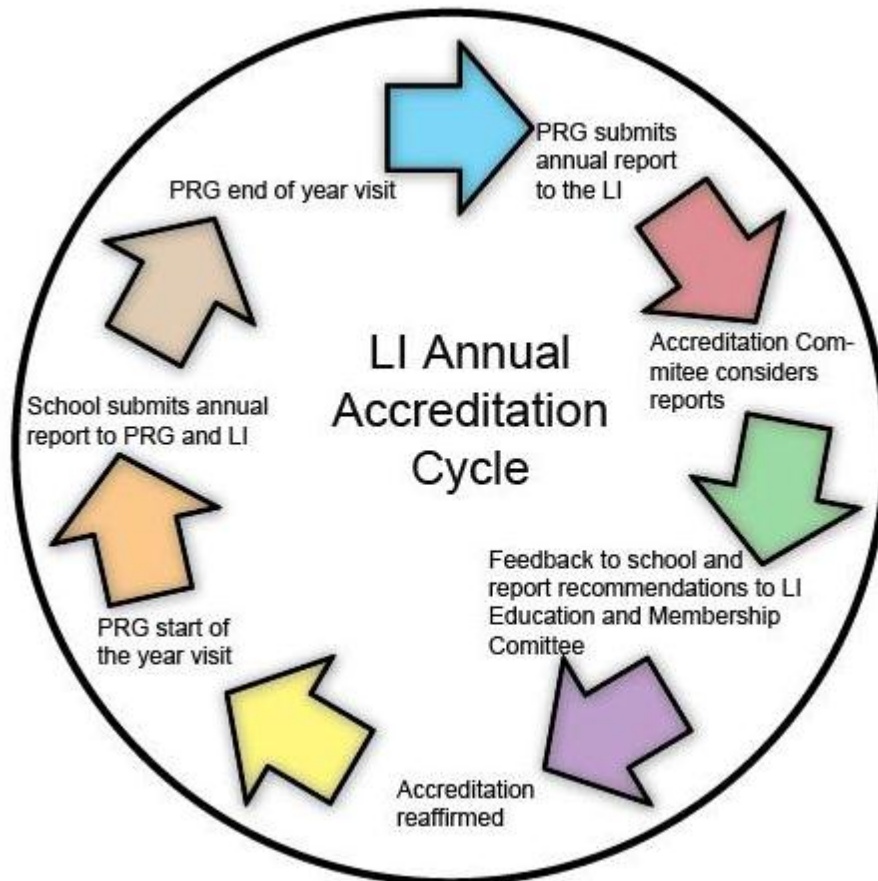 PRG submits
annual report
to the LI
PRG end of year visit
Accreditation Com-
mitee considers
reports
LI Annual
Accreditation
Cycle
School submits annual
report to PRG and LI
Feedback to school and
report recommendations to LI
Education and Membership
Comittee
PRG start of
the year visit
Accreditation
reaffirmed